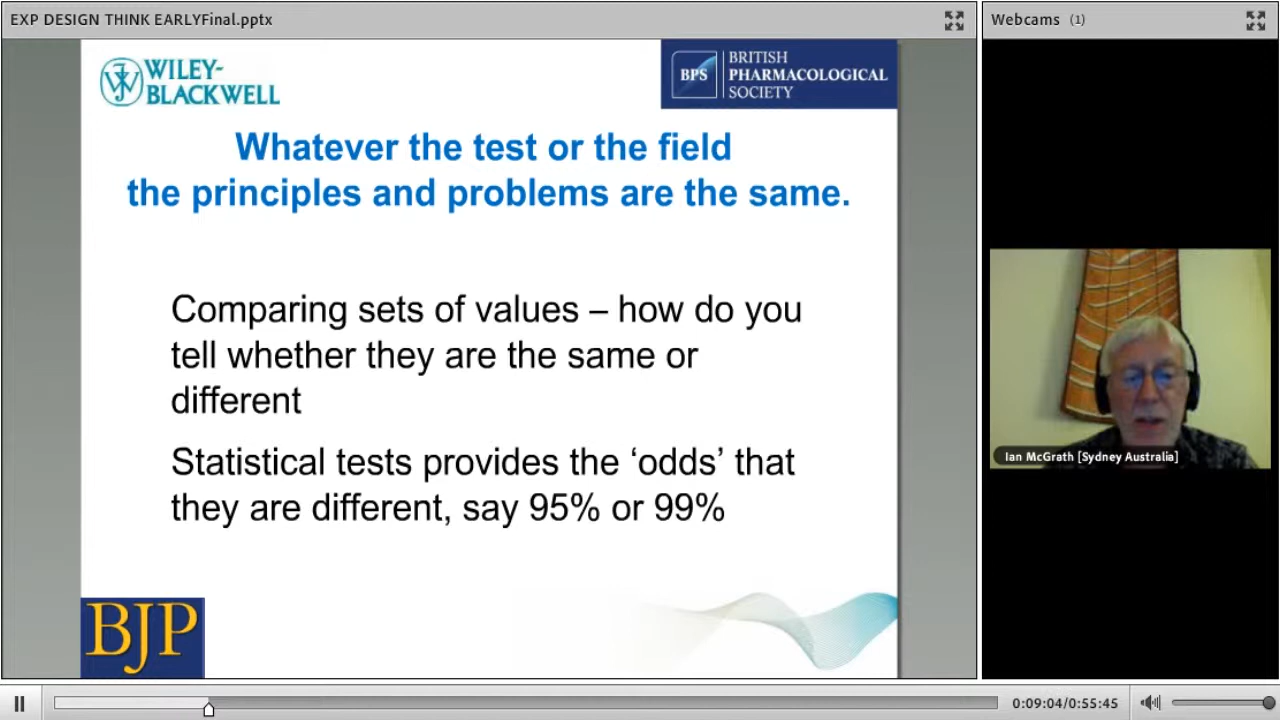 EXP DESIGN THINK EARLYFinal.pptx
Webcams (1)
WILEY-
BLACKWELL
BPS
BRITISH
PHARMACOLOGICAL
SOCIETY
Whatever the test or the field
the principles and problems are the same.
Comparing sets of values – how do you
tell whether they are the same or
different
Statistical tests provides the ‘odds’ that
they are different, say 95% or 99%
Ian McGrath [Sydney Australia]
BJP
0:09:04/0:55:45